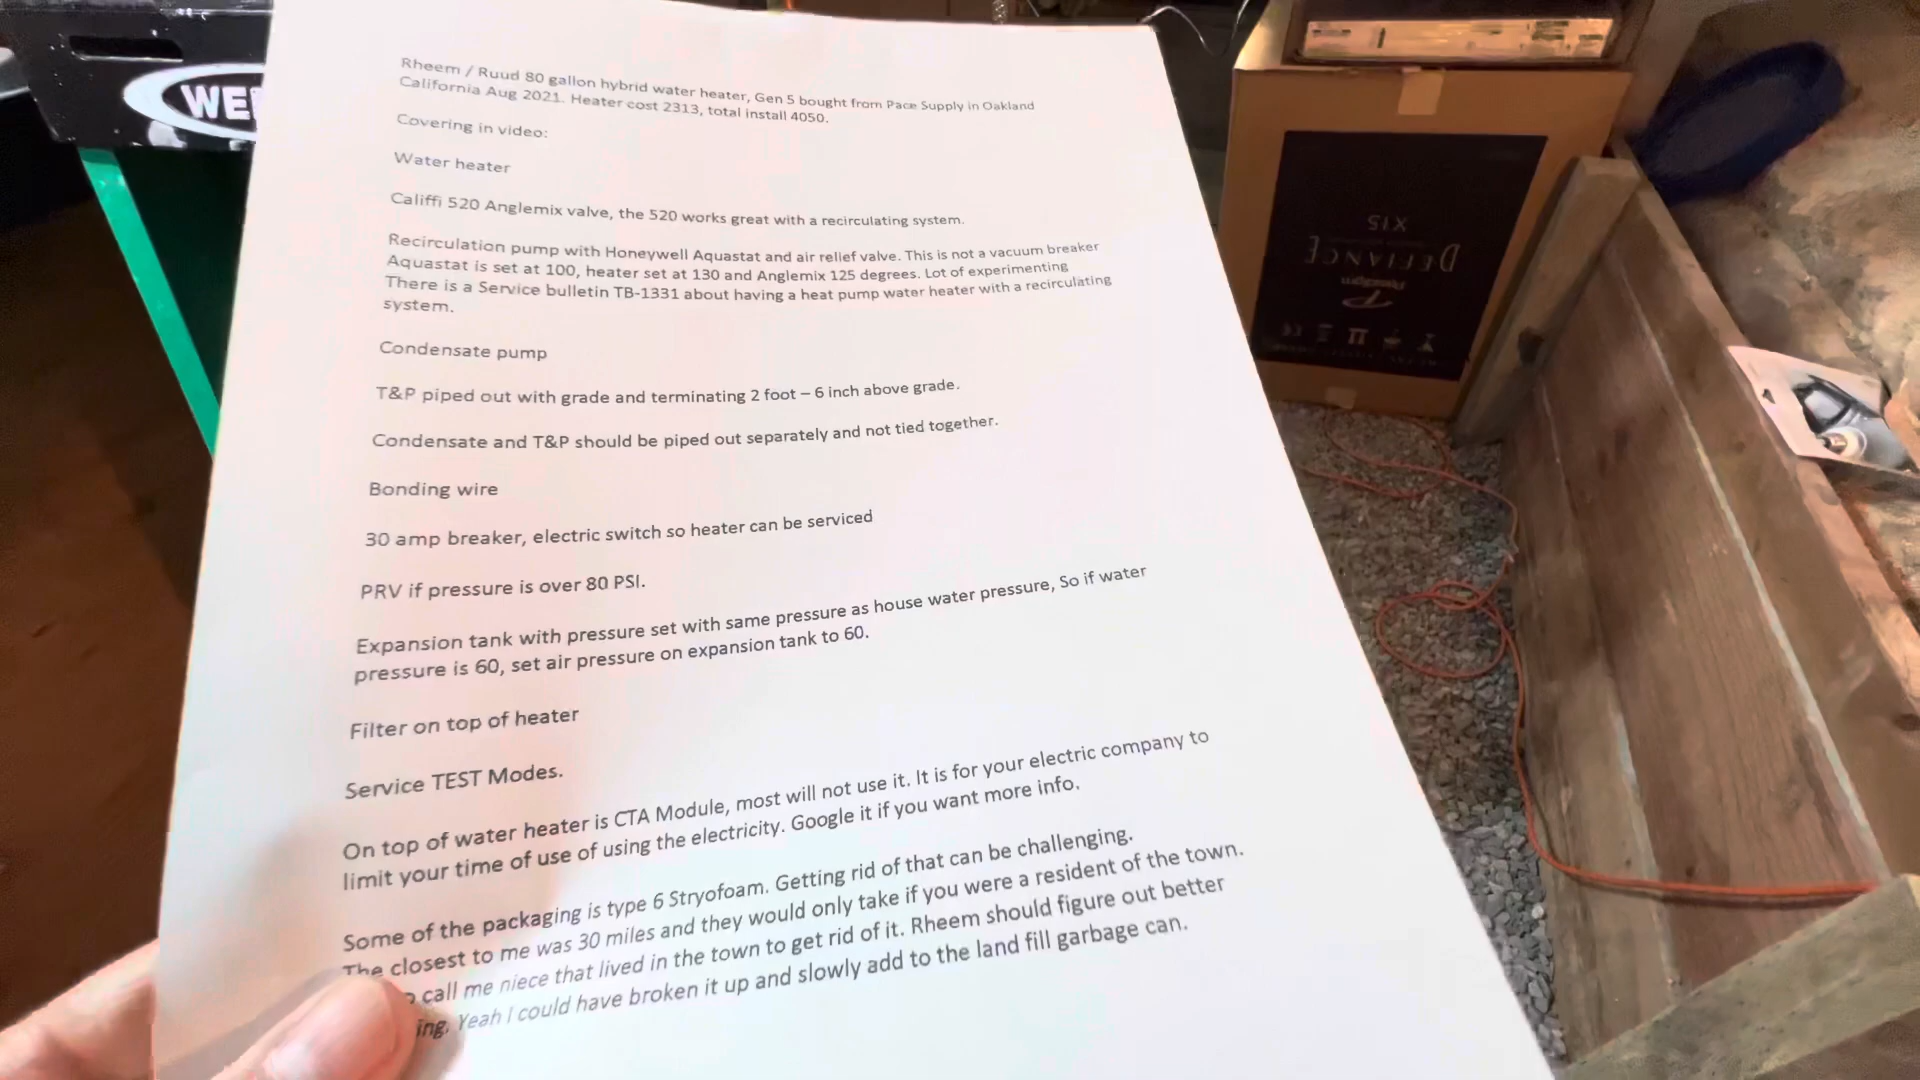 Rheem / Ruud 80 gallon hybrid water heater, Gen 5 bought from Pace Supply in Oakland
California Aug 2021. Heater cost 2313, total install 4050.
Covering in video:
Water heater
Califfi 520 Anglemix valve, the 520 works great with a recirculating system.
Recirculation pump with Honeywell Aquastat and air relief valve. This is not a vacuum breaker
Aquastat is set at 100, heater set at 130 and Anglemix 125 degrees. Lot of experimenting
There is a Service bulletin TB-1331 about having a heat pump water heater with a recirculating
system.
Condensate pump
T&P piped out with grade and terminating 2 foot – 6 inch above grade.
Condensate and T&P should be piped out separately and not tied together.
Bonding wire
30 amp breaker, electric switch so heater can be serviced
PRV if pressure is over 80 PSI.
Expansion tank with pressure set with same pressure as house water pressure, So if water
pressure is 60, set air pressure on expansion tank to 60.
Filter on top of heater
Service TEST Modes.
On top of water heater is CTA Module, most will not use it. It is for your electric company to
limit your time of use of using the electricity. Google it if you want more info.
Some of the packaging is type 6 Stryofoam. Getting rid of that can be challenging.
The closest to me was 30 miles and they would only take if you were a resident of the town.
call me niece that lived in the town to get rid of it. Rheem should figure out better
ing. Yeah I could have broken it up and slowly add to the land fill garbage can.
WE
X15
DEFIANCE
Paragon